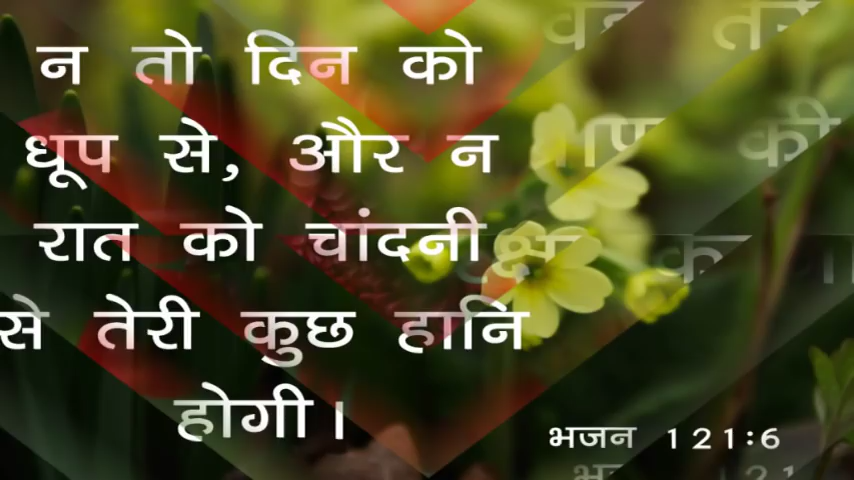 न तो दिन को
धूप से, और न
रात को चांदनी
से तेरी कुछ हानि
होगी।
भजन 121:6